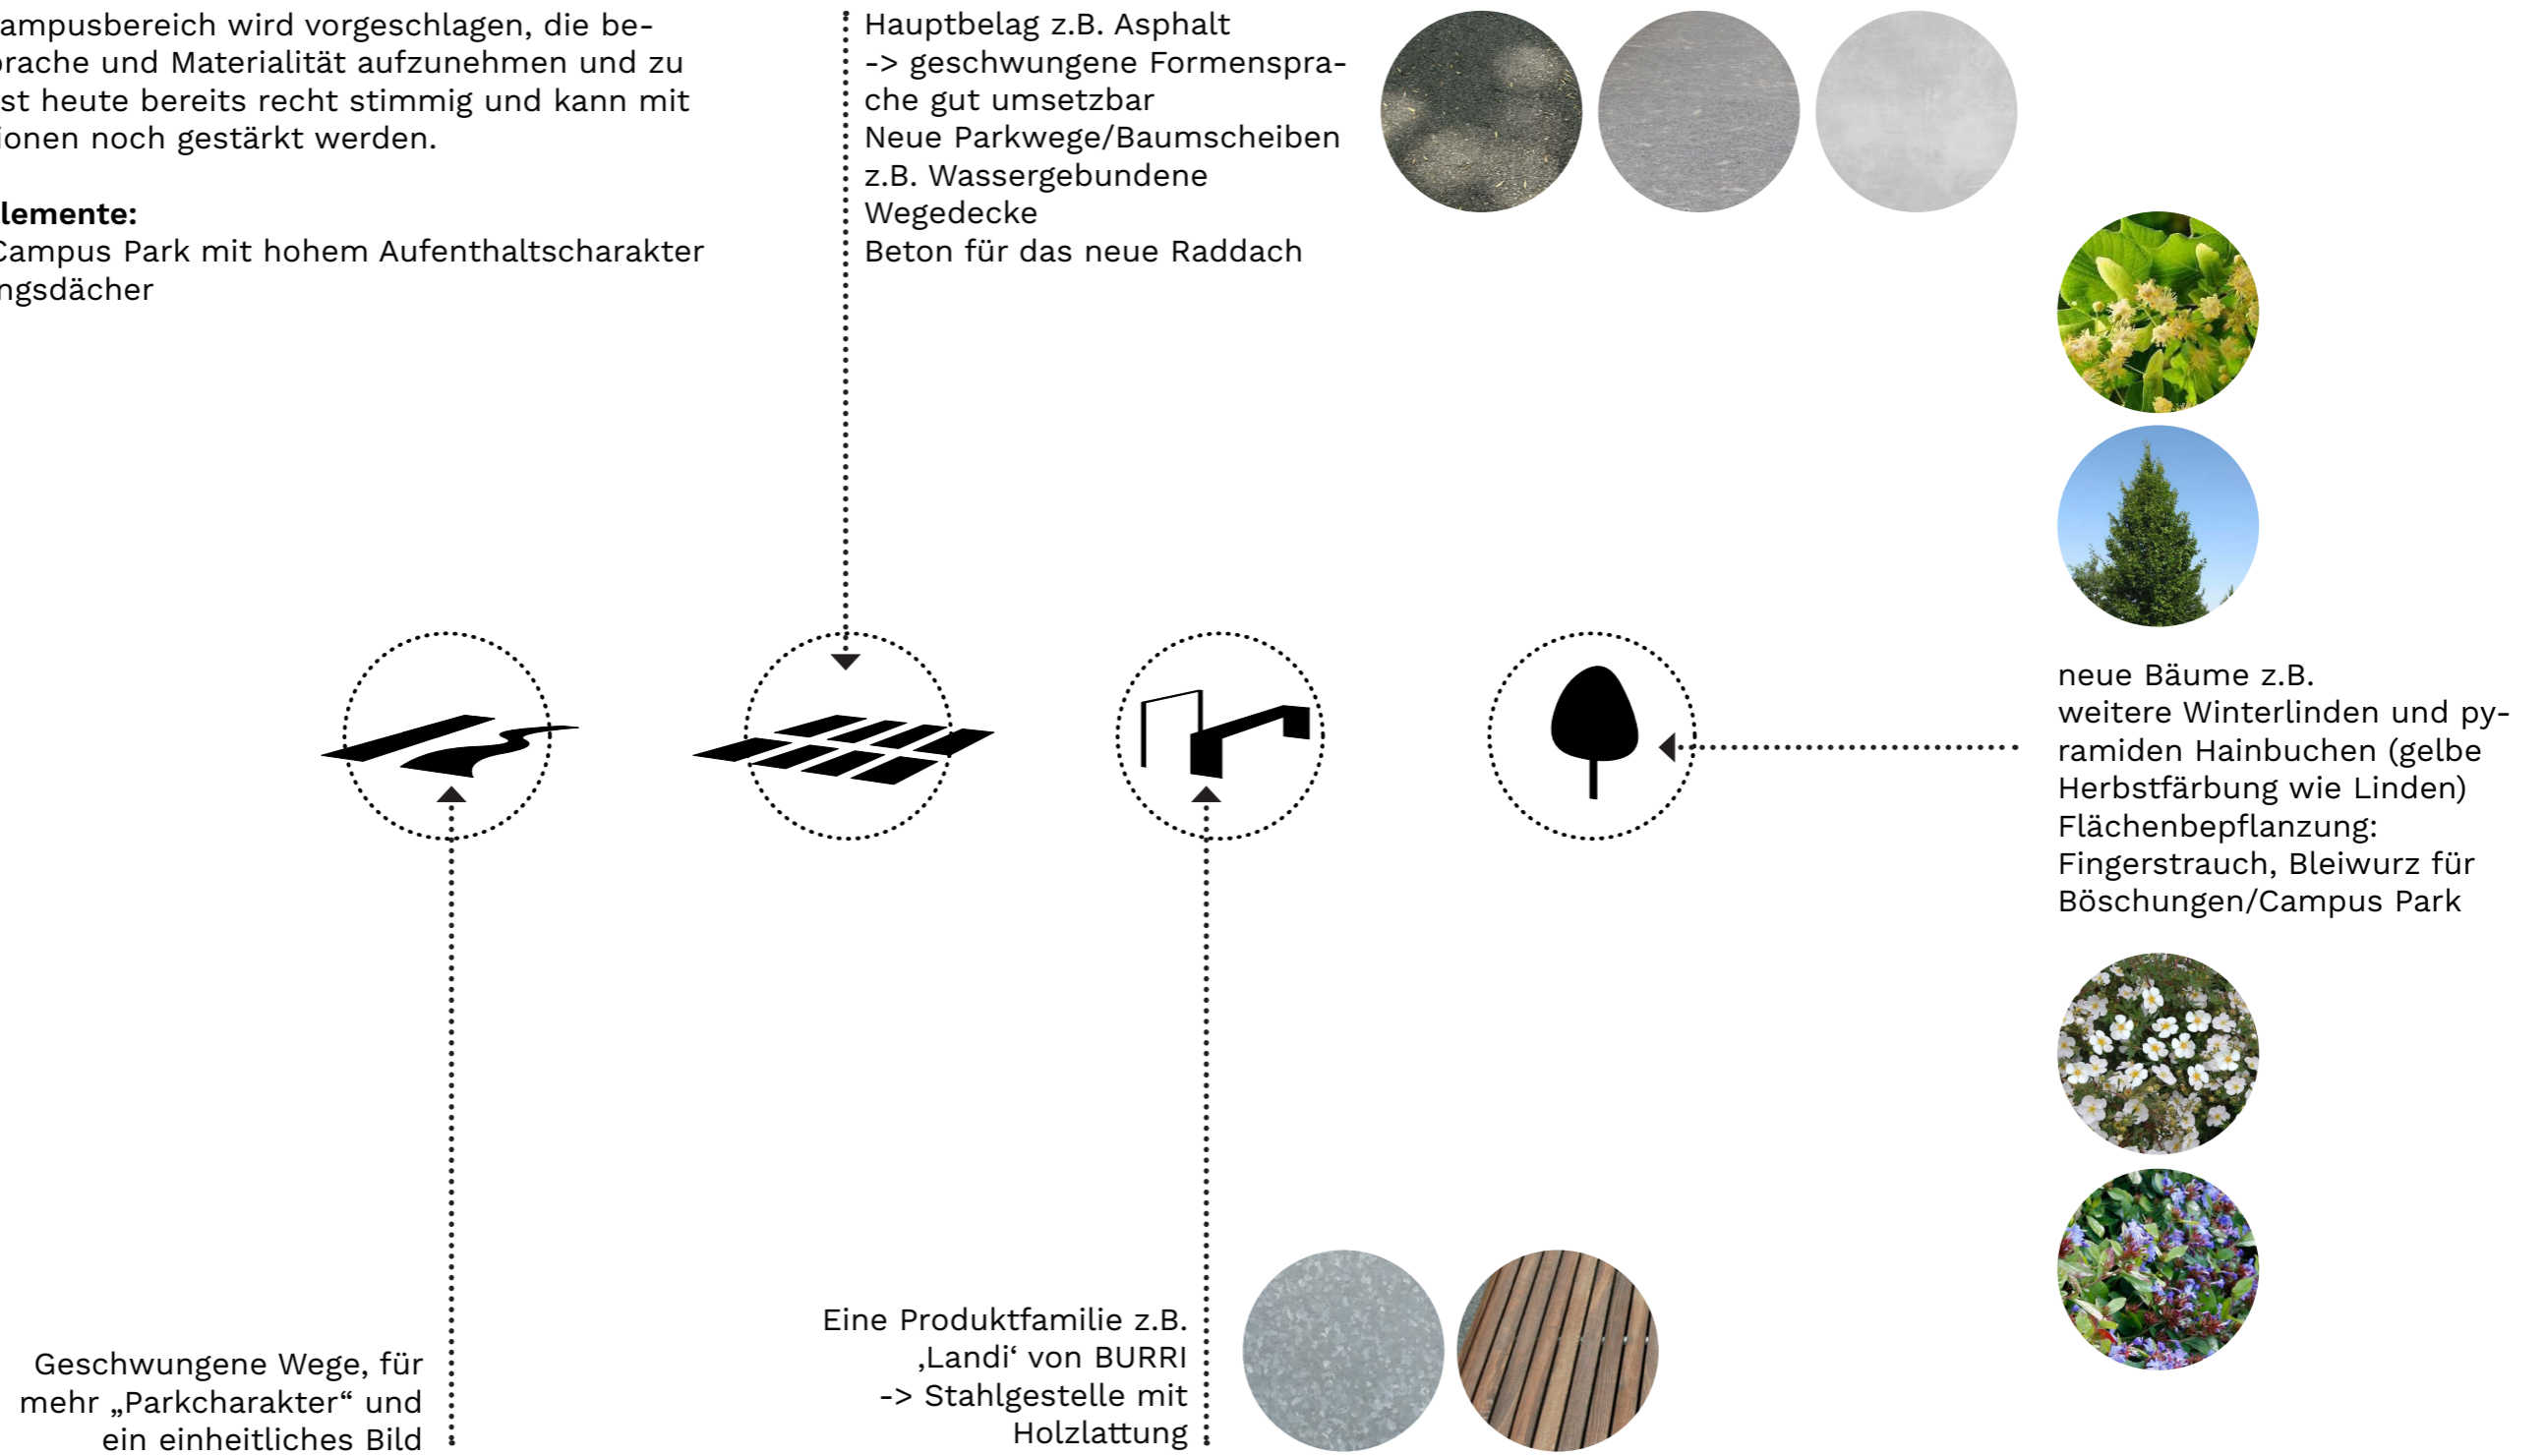 ampusbereich wird vorgeschlagen, die be-
prache und Materialität aufzunehmen und zu
st heute bereits recht stimmig und kann mit
ionen noch gestärkt werden.
lemente:
Campus Park mit hohem Aufenthaltscharakter
ngsdächer
Hauptbelag z.B. Asphalt
-> geschwungene Formenspra-
che gut umsetzbar
Neue Parkwege/Baumscheiben
z.B. Wassergebundene
Wegedecke
Beton für das neue Raddach
neue Bäume z.B.
weitere Winterlinden und py-
ramiden Hainbuchen (gelbe
Herbstfärbung wie Linden)
Flächenbepflanzung:
Fingerstrauch, Bleiwurz für
Böschungen/Campus Park
Geschwungene Wege, für
mehr „Parkcharakter“ und
ein einheitliches Bild
Eine Produktfamilie z.B.
‚Landi‘ von BURRI
-> Stahlgestelle mit
Holzlattung